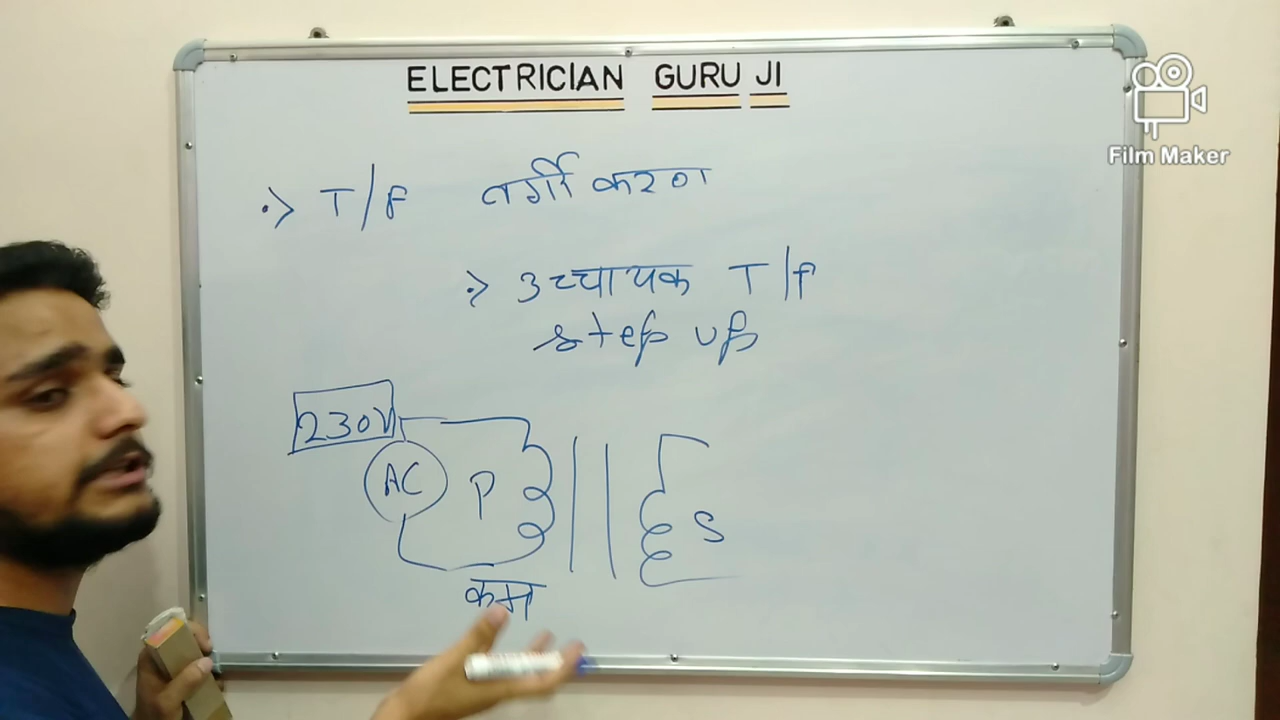 ELECTRICIAN GURU JI
Film Maker
:> T/F वर्गीकरण
:> उच्चायक T/F
step up
230V
AC P S
कम